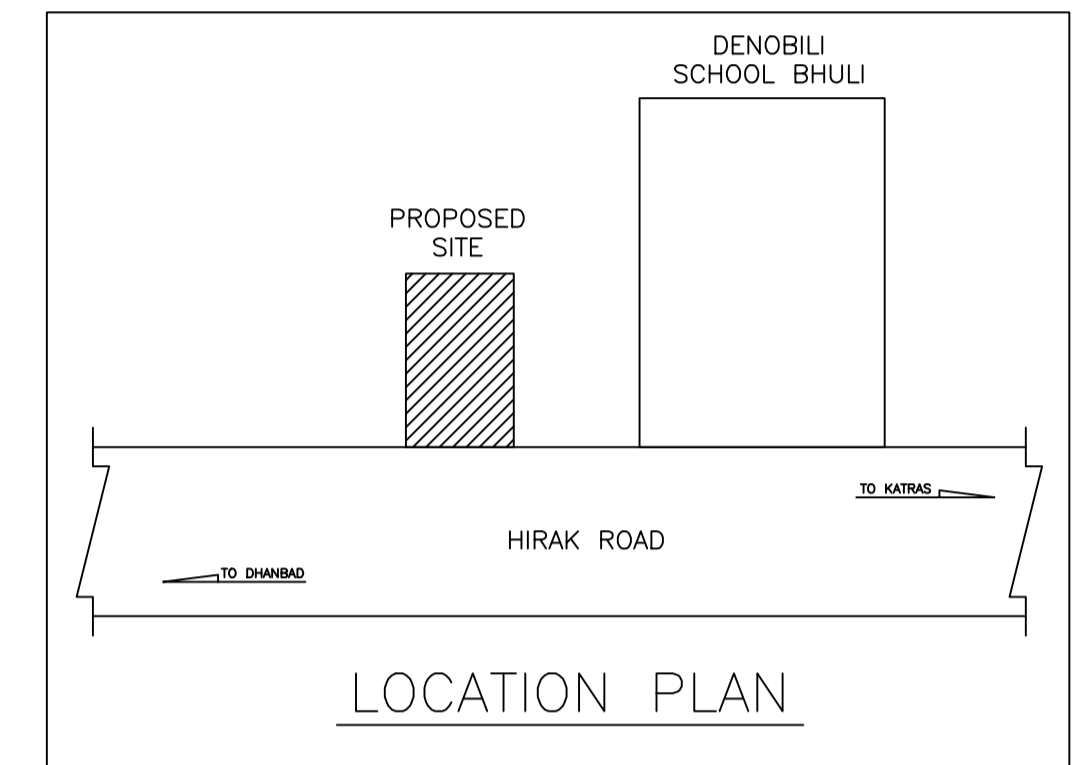 DENOBILI
SCHOOL BHULI
PROPOSED
SITE
TO KATRAS
HIRAK ROAD
TO DHANBAD
LOCATION PLAN